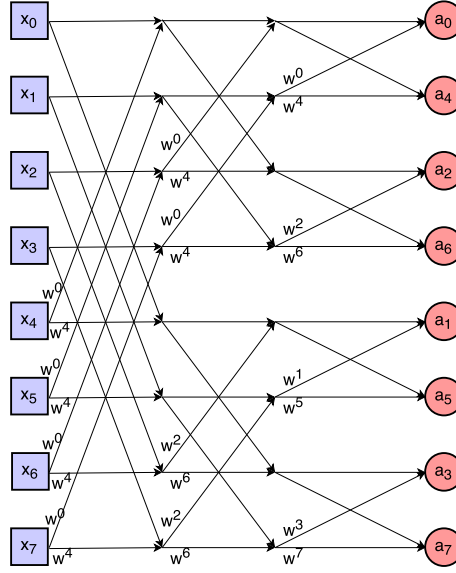 x₀ a₀
w⁰
x₁ w⁴ a₄
w⁰
x₂ w⁴ w² a₂
w⁰
x₃ w⁴ w⁶ a₆
w⁰
x₄ w⁴ a₁
w⁰ w¹
x₅ w⁴ w⁵ a₅
w⁰ w²
x₆ w⁴ w⁶ a₃
w⁰ w² w³
x₇ w⁴ w⁶ w⁷ a₇